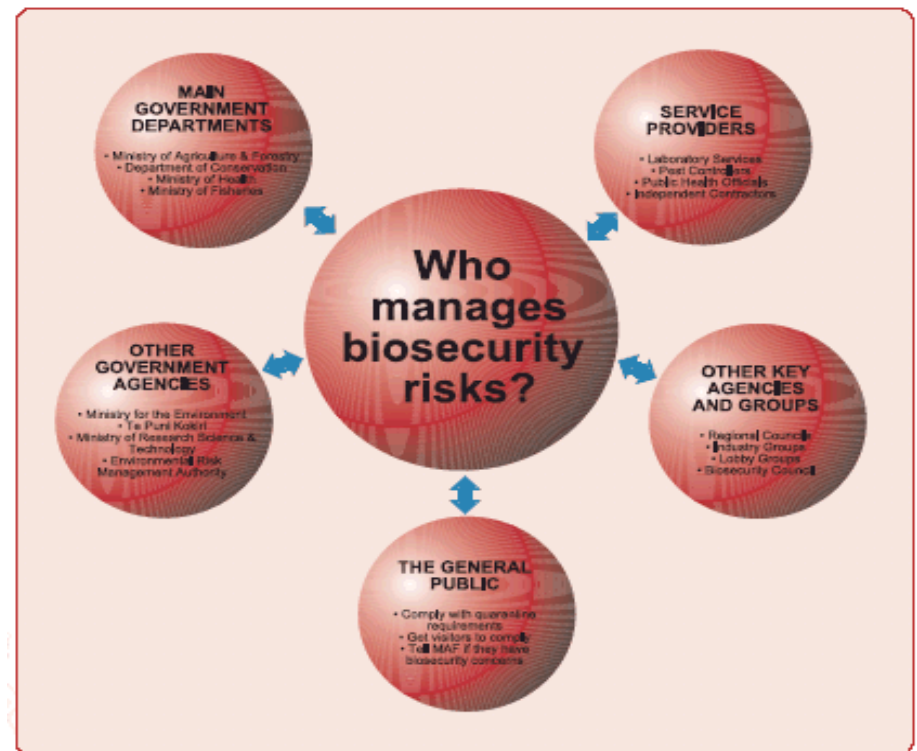 MAIN
GOVERNMENT
DEPARTMENTS
• Ministry of Agriculture & Forestry
• Department of Conservation
• Ministry of Health
• Ministry of Fisheries
SERVICE
PROVIDERS
• Laboratory Services
• Pest Controllers
• Public Health Officials
• Independent Contractors
Who
manages
biosecurity
risks?
OTHER
GOVERNMENT
AGENCIES
• Ministry for the Environment
• Te Puni Kokiri
• Ministry of Research Science &
Technology
• Environmental Risk
Management Authority
OTHER KEY
AGENCIES
AND GROUPS
• Regional Councils
• Industry Groups
• Lobby Groups
• Biosecurity Council
THE GENERAL
PUBLIC
• Comply with quarantine
requirements
• Get visitors to comply
• Tell MAF if they have
biosecurity concerns